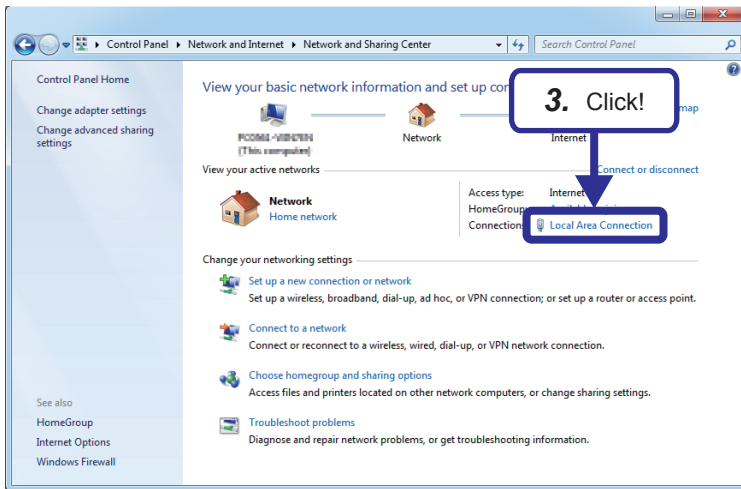 Control Panel ▸ Network and Internet ▸ Network and Sharing Center
Search Control Panel
Control Panel Home
Change adapter settings
Change advanced sharing
settings
See also
HomeGroup
Internet Options
Windows Firewall
View your basic network information and set up con
3. Click!
map
(This computer)
Network
Internet
View your active networks
Connect or disconnect
Network
Home network
Access type: Internet
HomeGroup:
Connection Local Area Connection
Change your networking settings
Set up a new connection or network
Set up a wireless, broadband, dial-up, ad hoc, or VPN connection; or set up a router or access point.
Connect to a network
Connect or reconnect to a wireless, wired, dial-up, or VPN network connection.
Choose homegroup and sharing options
Access files and printers located on other network computers, or change sharing settings.
Troubleshoot problems
Diagnose and repair network problems, or get troubleshooting information.